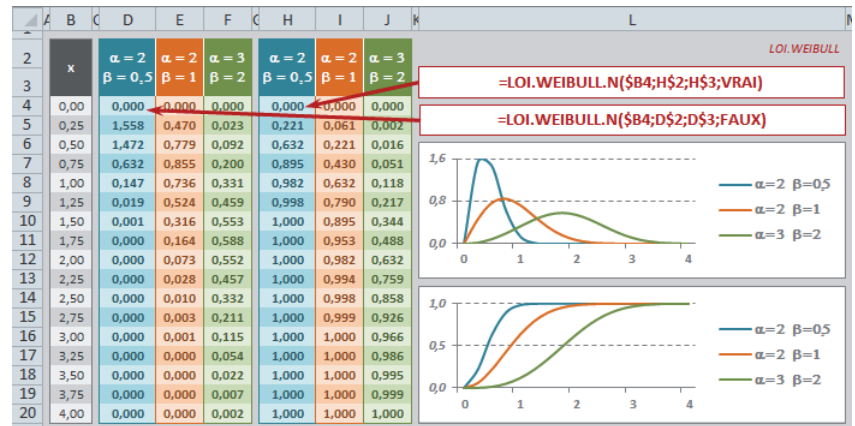 A B C D E F G H I J K L M
1
2 α = 2 α = 2 α = 3 α = 2 α = 2 α = 3 LOI.WEIBULL
x
3 β = 0,5 β = 1 β = 2 β = 0,5 β = 1 β = 2
4 0,00 0,000 0,000 0,000 0,000 0,000 0,000
5 0,25 1,558 0,470 0,023 0,221 0,061 0,002
6 0,50 1,472 0,779 0,092 0,632 0,221 0,016
7 0,75 0,632 0,855 0,200 0,895 0,430 0,051
8 1,00 0,147 0,736 0,331 0,982 0,632 0,118
9 1,25 0,019 0,524 0,459 0,998 0,790 0,217
10 1,50 0,001 0,316 0,553 1,000 0,895 0,344
11 1,75 0,000 0,164 0,588 1,000 0,953 0,488
12 2,00 0,000 0,073 0,552 1,000 0,982 0,632
13 2,25 0,000 0,028 0,457 1,000 0,994 0,759
14 2,50 0,000 0,010 0,332 1,000 0,998 0,858
15 2,75 0,000 0,003 0,211 1,000 0,999 0,926
16 3,00 0,000 0,001 0,115 1,000 1,000 0,966
17 3,25 0,000 0,000 0,054 1,000 1,000 0,986
18 3,50 0,000 0,000 0,022 1,000 1,000 0,995
19 3,75 0,000 0,000 0,007 1,000 1,000 0,999
20 4,00 0,000 0,000 0,002 1,000 1,000 1,000
=LOI.WEIBULL.N($B4;H$2;H$3;VRAI)
=LOI.WEIBULL.N($B4;D$2;D$3;FAUX)
1,6
0,8
0,0
0 1 2 3 4
α=2 β=0,5
α=2 β=1
α=3 β=2
1,0
0,5
0,0
0 1 2 3 4
α=2 β=0,5
α=2 β=1
α=3 β=2